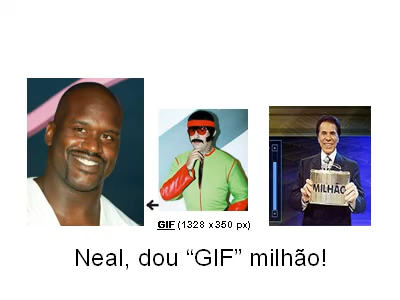 MILHÃO
GIF (1328 x 350 px)
Neal, dou “GIF” milhão!